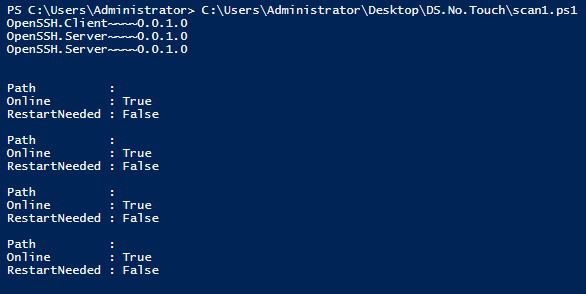 PS C:\Users\Administrator> C:\Users\Administrator\Desktop\DS.No.Touch\scan1.ps1
OpenSSH.Client~~~~0.0.1.0
OpenSSH.Server~~~~0.0.1.0
OpenSSH.Server~~~~0.0.1.0
Path          :
Online        : True
RestartNeeded : False
Path          :
Online        : True
RestartNeeded : False
Path          :
Online        : True
RestartNeeded : False
Path          :
Online        : True
RestartNeeded : False